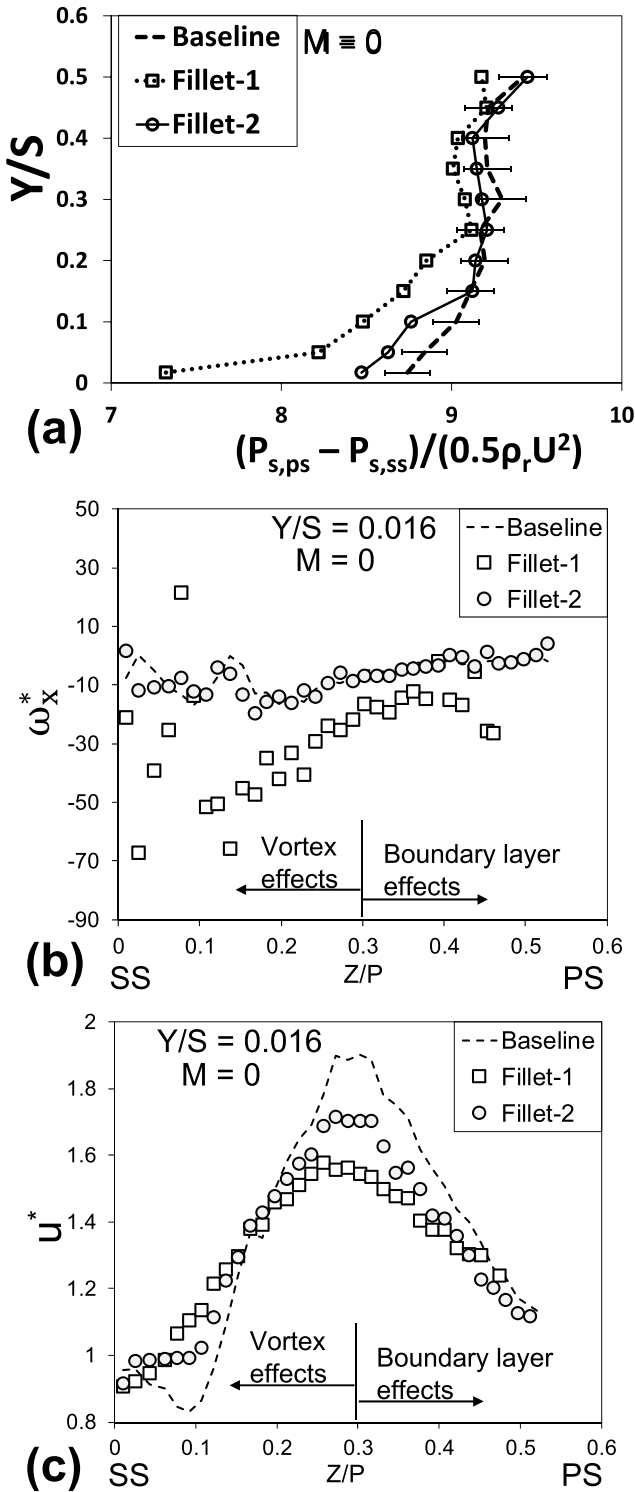 0.6
0.5
0.4
0.3
0.2
0.1
0
Y/S
Baseline
Fillet-1
Fillet-2
M ≡ 0
7 8 9 10
(a)
(Ps,ps – Ps,ss)/(0.5ρrU²)
50
30
10
-10
-30
-50
-70
-90
ωx*
Y/S = 0.016
M = 0
Baseline
Fillet-1
Fillet-2
Vortex
effects
Boundary layer
effects
0 0.1 0.2 0.3 0.4 0.5 0.6
(b)
SS Z/P PS
2
1.8
1.6
1.4
1.2
1
0.8
u*
Y/S = 0.016
M = 0
Baseline
Fillet-1
Fillet-2
Vortex
effects
Boundary layer
effects
0 0.1 0.2 0.3 0.4 0.5 0.6
(c)
SS Z/P PS